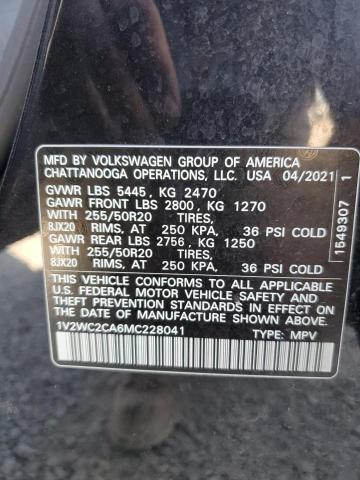 MFD BY VOLKSWAGEN GROUP OF AMERICA
CHATTANOOGA OPERATIONS, LLC. USA 04/2021
GVWR LBS 5445, KG 2470
GAWR FRONT LBS 2800, KG 1270
WITH 255/50R20 TIRES,
8JX20 RIMS, AT 250 KPA, 36 PSI COLD
GAWR REAR LBS 2756, KG 1250
WITH 255/50R20 TIRES,
8JX20 RIMS, AT 250 KPA, 36 PSI COLD
THIS VEHICLE CONFORMS TO ALL APPLICABLE
U.S. FEDERAL MOTOR VEHICLE SAFETY, AND
THEFT PREVENTION STANDARDS IN EFFECT ON
THE DATE OF MANUFACTURE SHOWN ABOVE.
1V2WC2CA6MC228041 TYPE: MPV
1549307 1